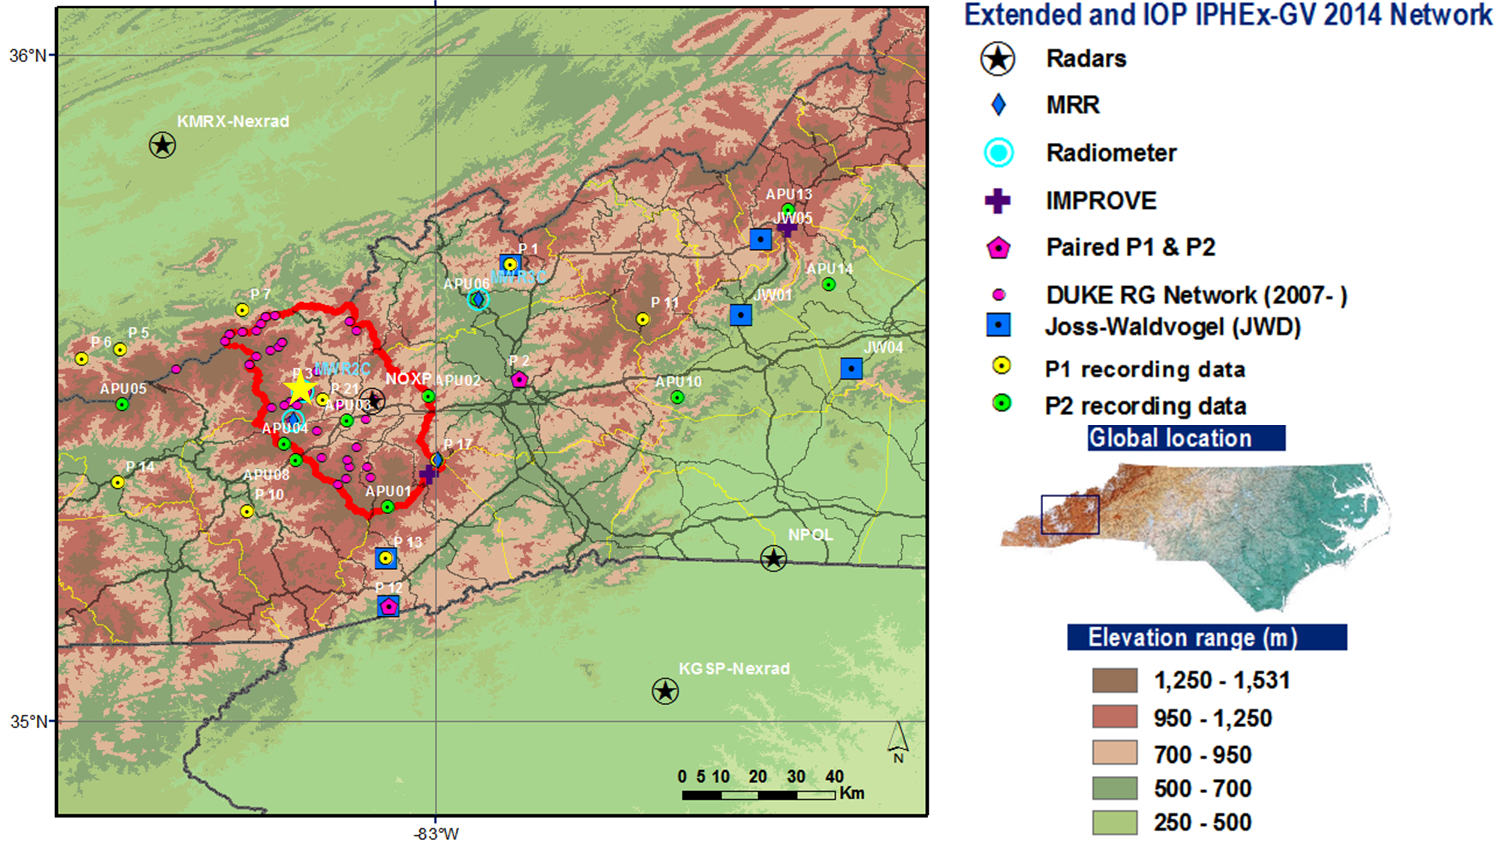 Extended and IOP IPHEx-GV 2014 Network
Radars
MRR
Radiometer
IMPROVE
Paired P1 & P2
DUKE RG Network (2007- )
Joss-Waldvogel (JWD)
P1 recording data
P2 recording data
Global location
Elevation range (m)
1,250 - 1,531
950 - 1,250
700 - 950
500 - 700
250 - 500
36°N
35°N
-83°W
KMRX-Nexrad
APU13
JW05
P 1
APU06
MWR3C
APU14
P 7
P 11
JW01
P 5
P 6
JW04
P 2
P 3
MWR2C
NOXP
APU02
APU05
P 21
APU03
APU10
APU04
P 17
P 14
APU08
P 10
APU01
NPOL
P 13
P 12
KGSP-Nexrad
N
0 5 10 20 30 40
Km